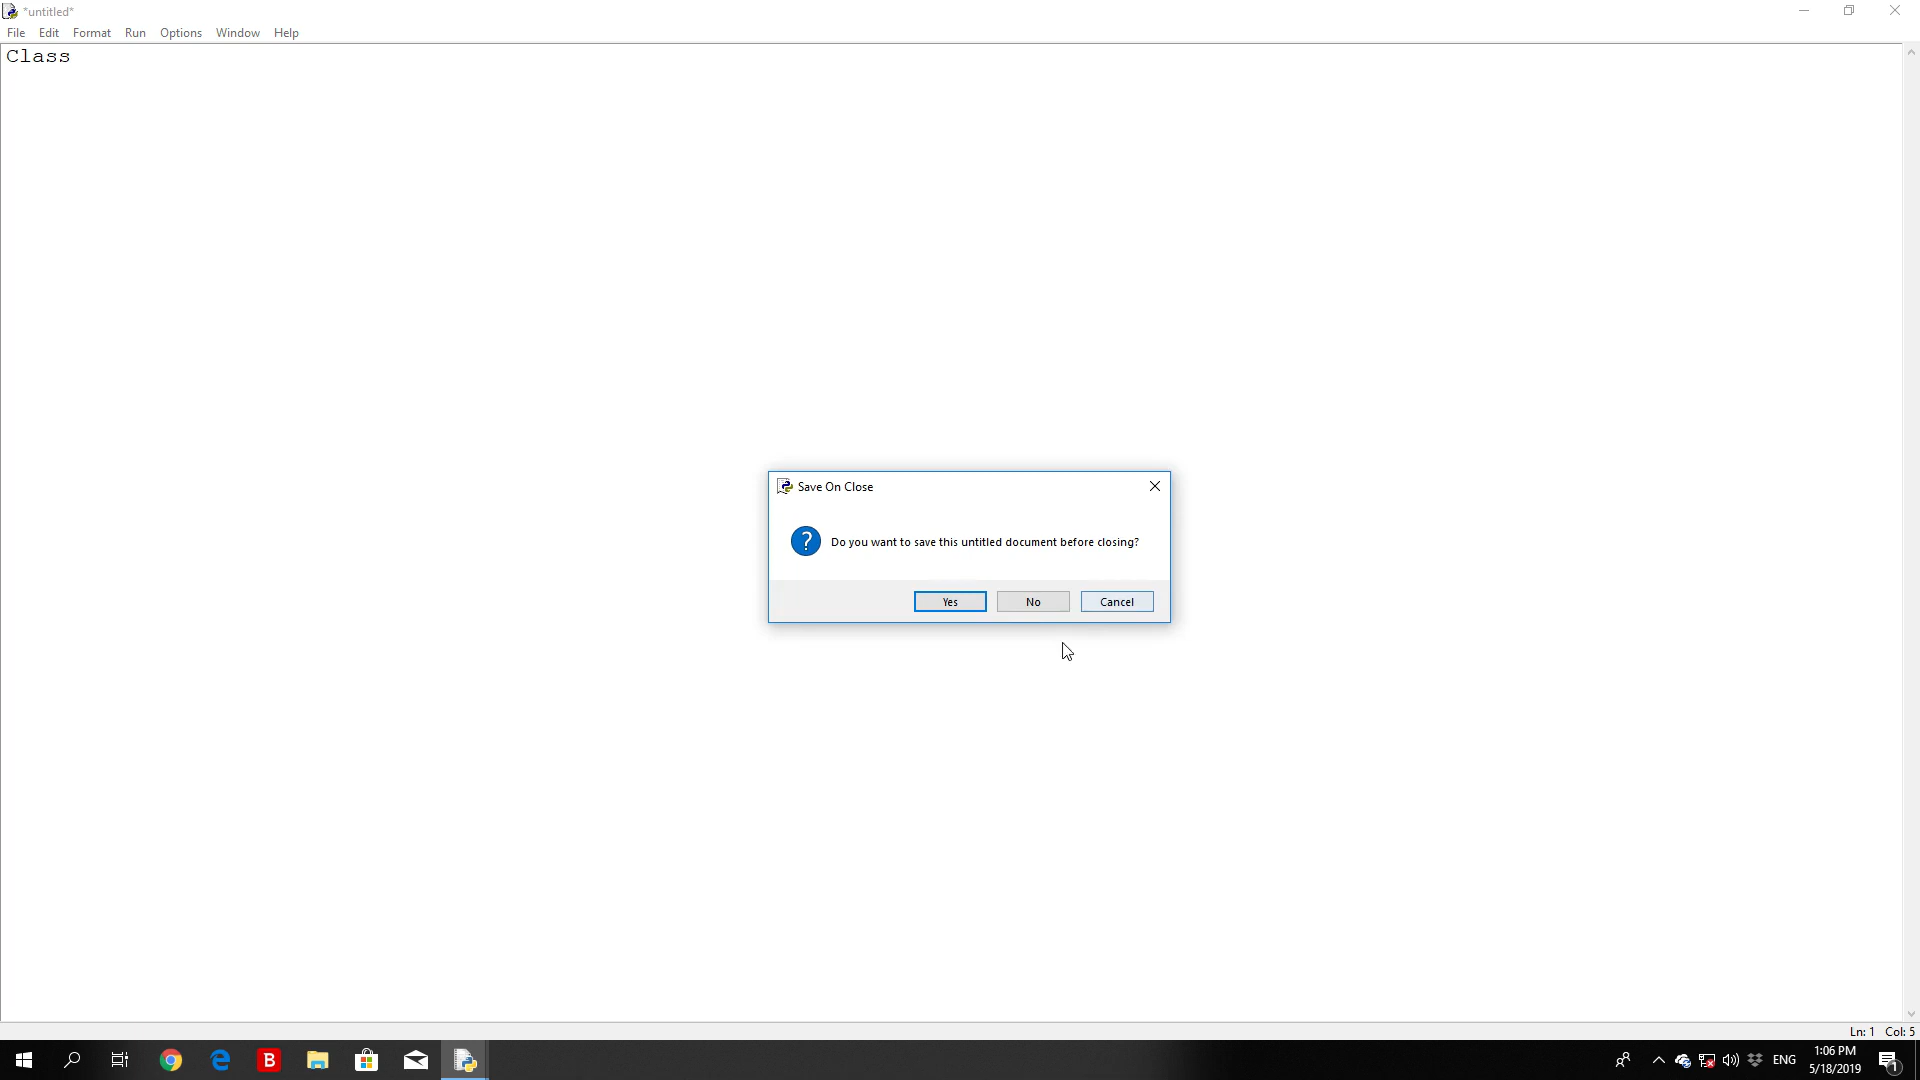 *untitled*
File Edit Format Run Options Window Help
Class
Save On Close
?
Do you want to save this untitled document before closing?
Yes No Cancel
Ln: 1 Col: 5
B
ENG
1:06 PM
5/18/2019
1